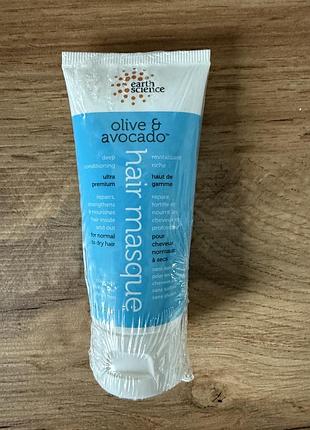 earth
science
olive &
avocado™
hair masque
deep
conditioning
ultra
premium
repairs,
strengthens
& nourishes
hair inside
and out
for normal
to dry hair
revitalisant
riche
haut de
gamme
répare,
fortifie et
nourrit les
cheveux en
profondeur
pour
cheveux
normaux
à secs